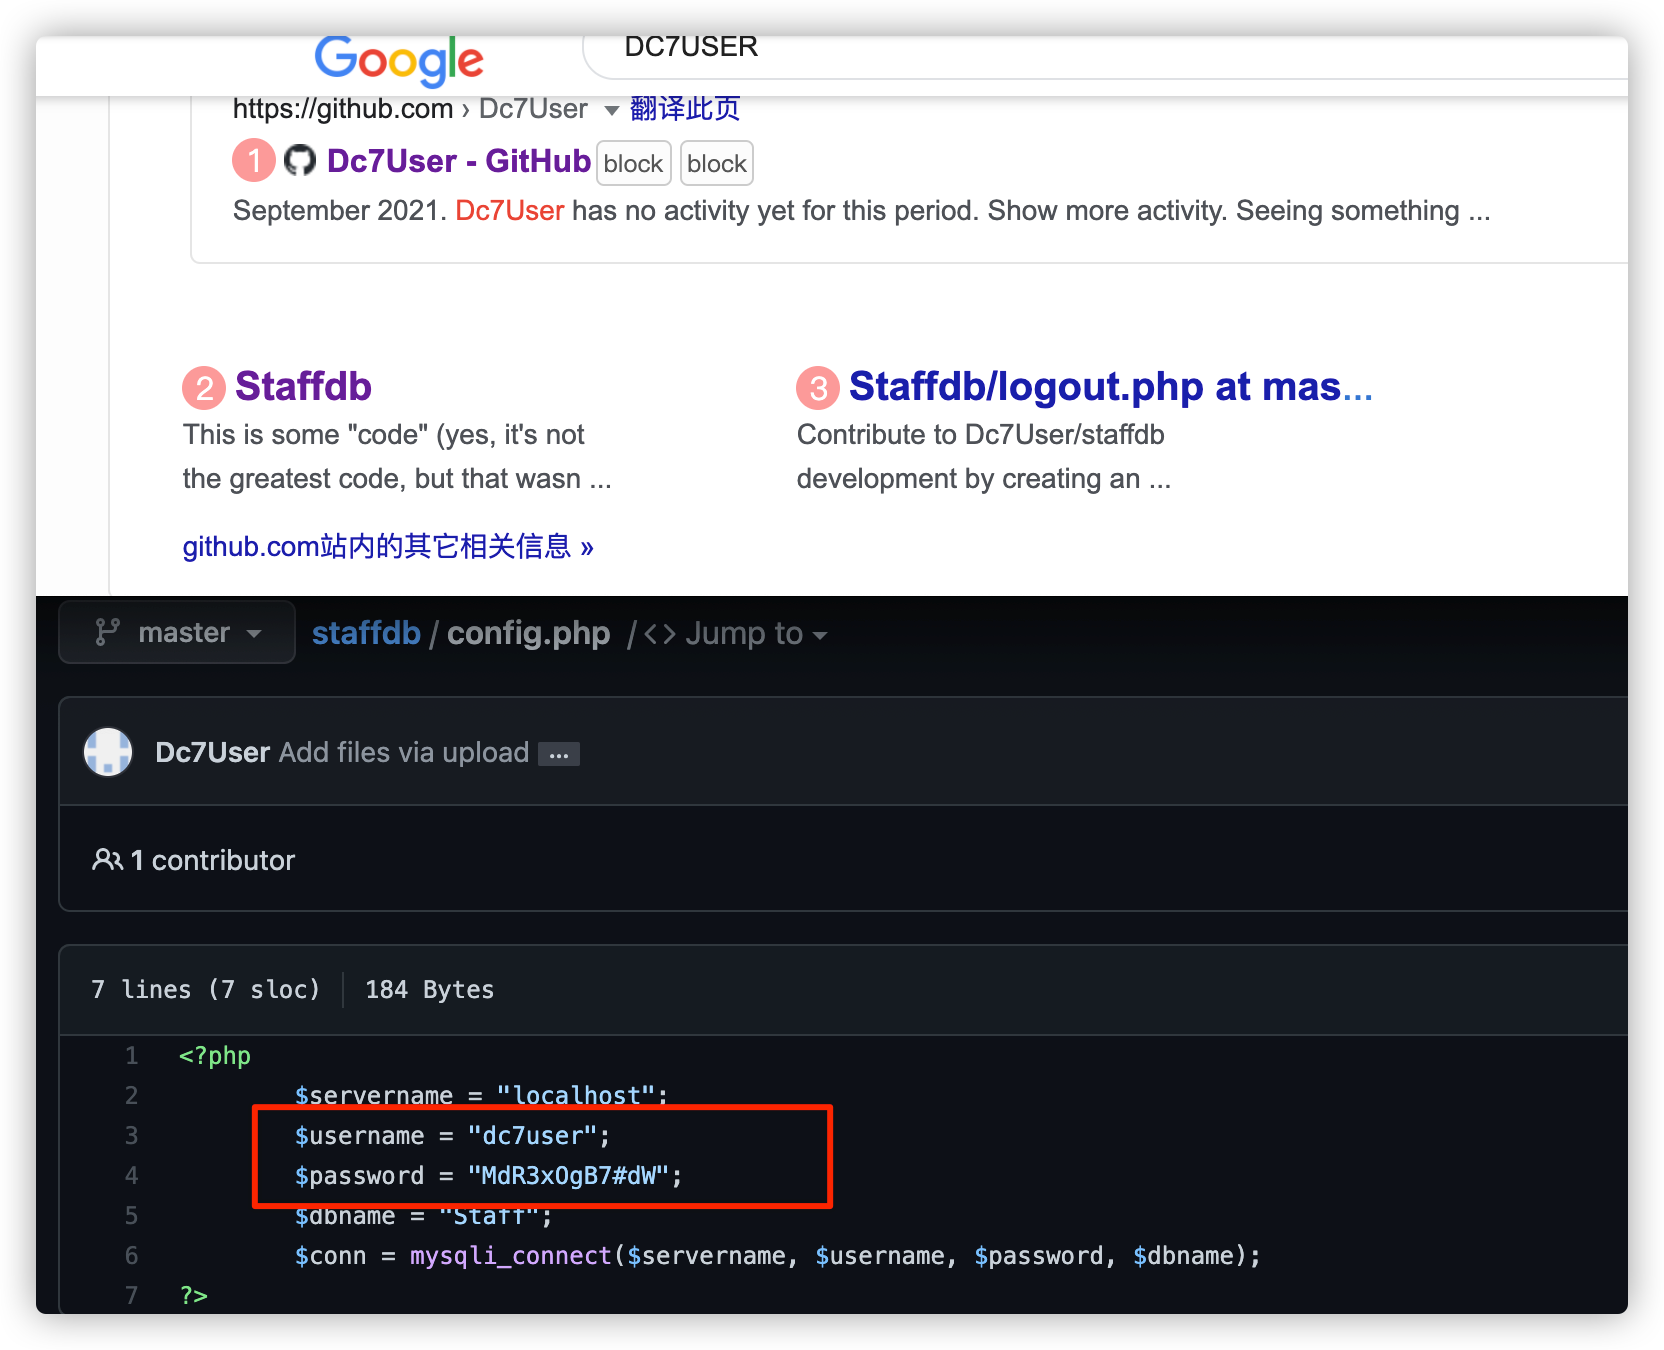 Google
DC7USER
https://github.com › Dc7User 翻译此页
1 Dc7User - GitHub block block
September 2021. Dc7User has no activity yet for this period. Show more activity. Seeing something ...
2 Staffdb
This is some "code" (yes, it's not
the greatest code, but that wasn ...
3 Staffdb/logout.php at mas...
Contribute to Dc7User/staffdb
development by creating an ...
github.com站内的其它相关信息 »
master staffdb / config.php / <> Jump to
Dc7User Add files via upload ...
1 contributor
7 lines (7 sloc) 184 Bytes
1 <?php
2 $servername = "localhost";
3 $username = "dc7user";
4 $password = "MdR3xOgB7#dW";
5 $dbname = "Staff";
6 $conn = mysqli_connect($servername, $username, $password, $dbname);
7 ?>